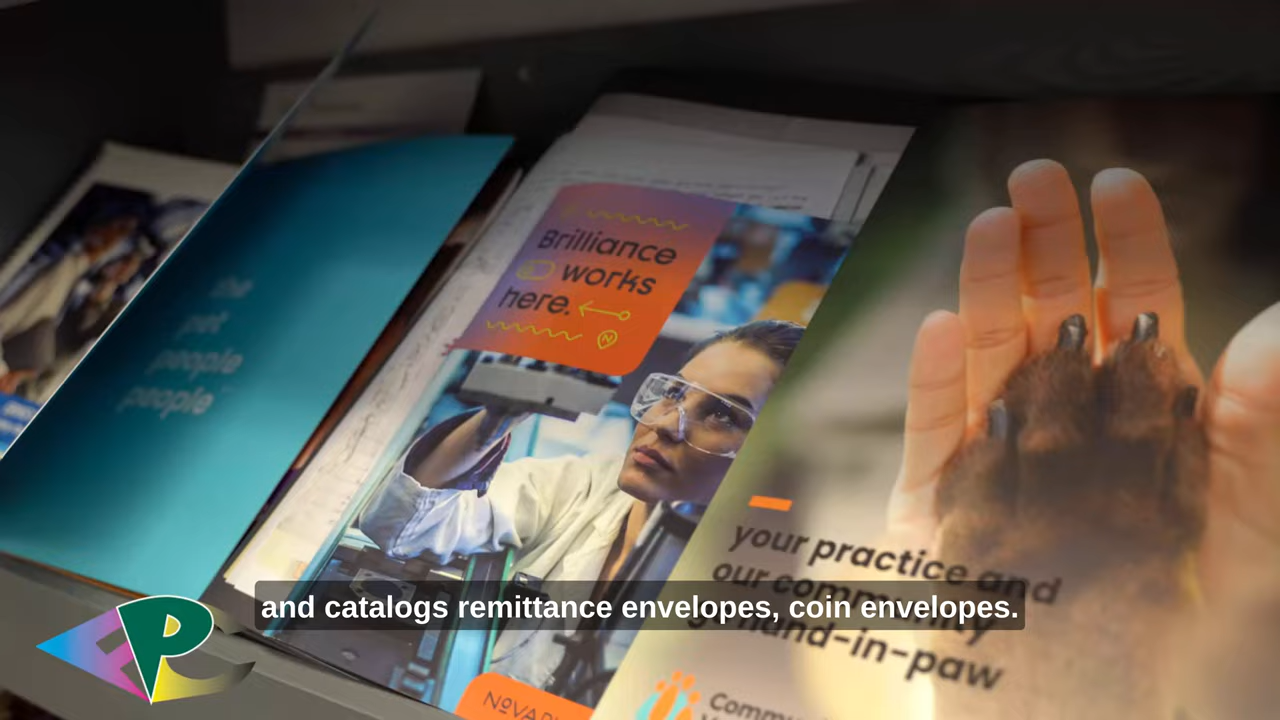 the
pet
people
people
Brilliance
works
here.
your practice and
our community
hand-in-paw
and catalogs remittance envelopes, coin envelopes.